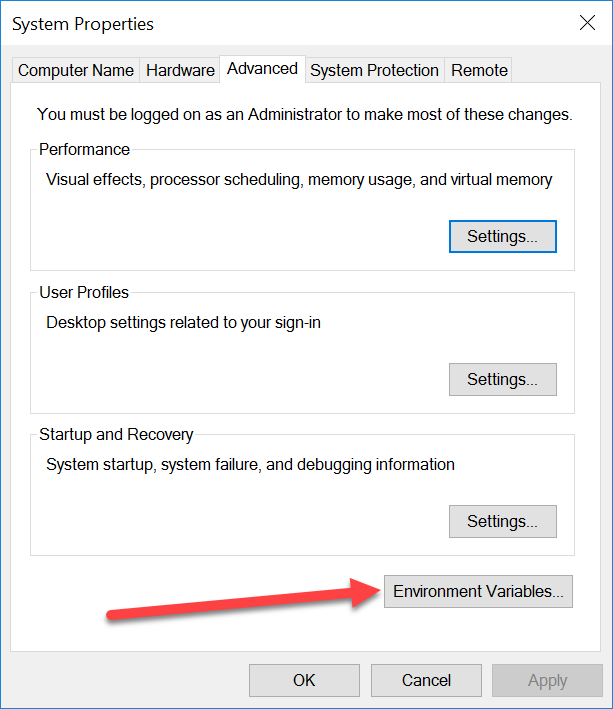 System Properties
Computer Name Hardware Advanced System Protection Remote
You must be logged on as an Administrator to make most of these changes.
Performance
Visual effects, processor scheduling, memory usage, and virtual memory
Settings...
User Profiles
Desktop settings related to your sign-in
Settings...
Startup and Recovery
System startup, system failure, and debugging information
Settings...
Environment Variables...
OK Cancel Apply